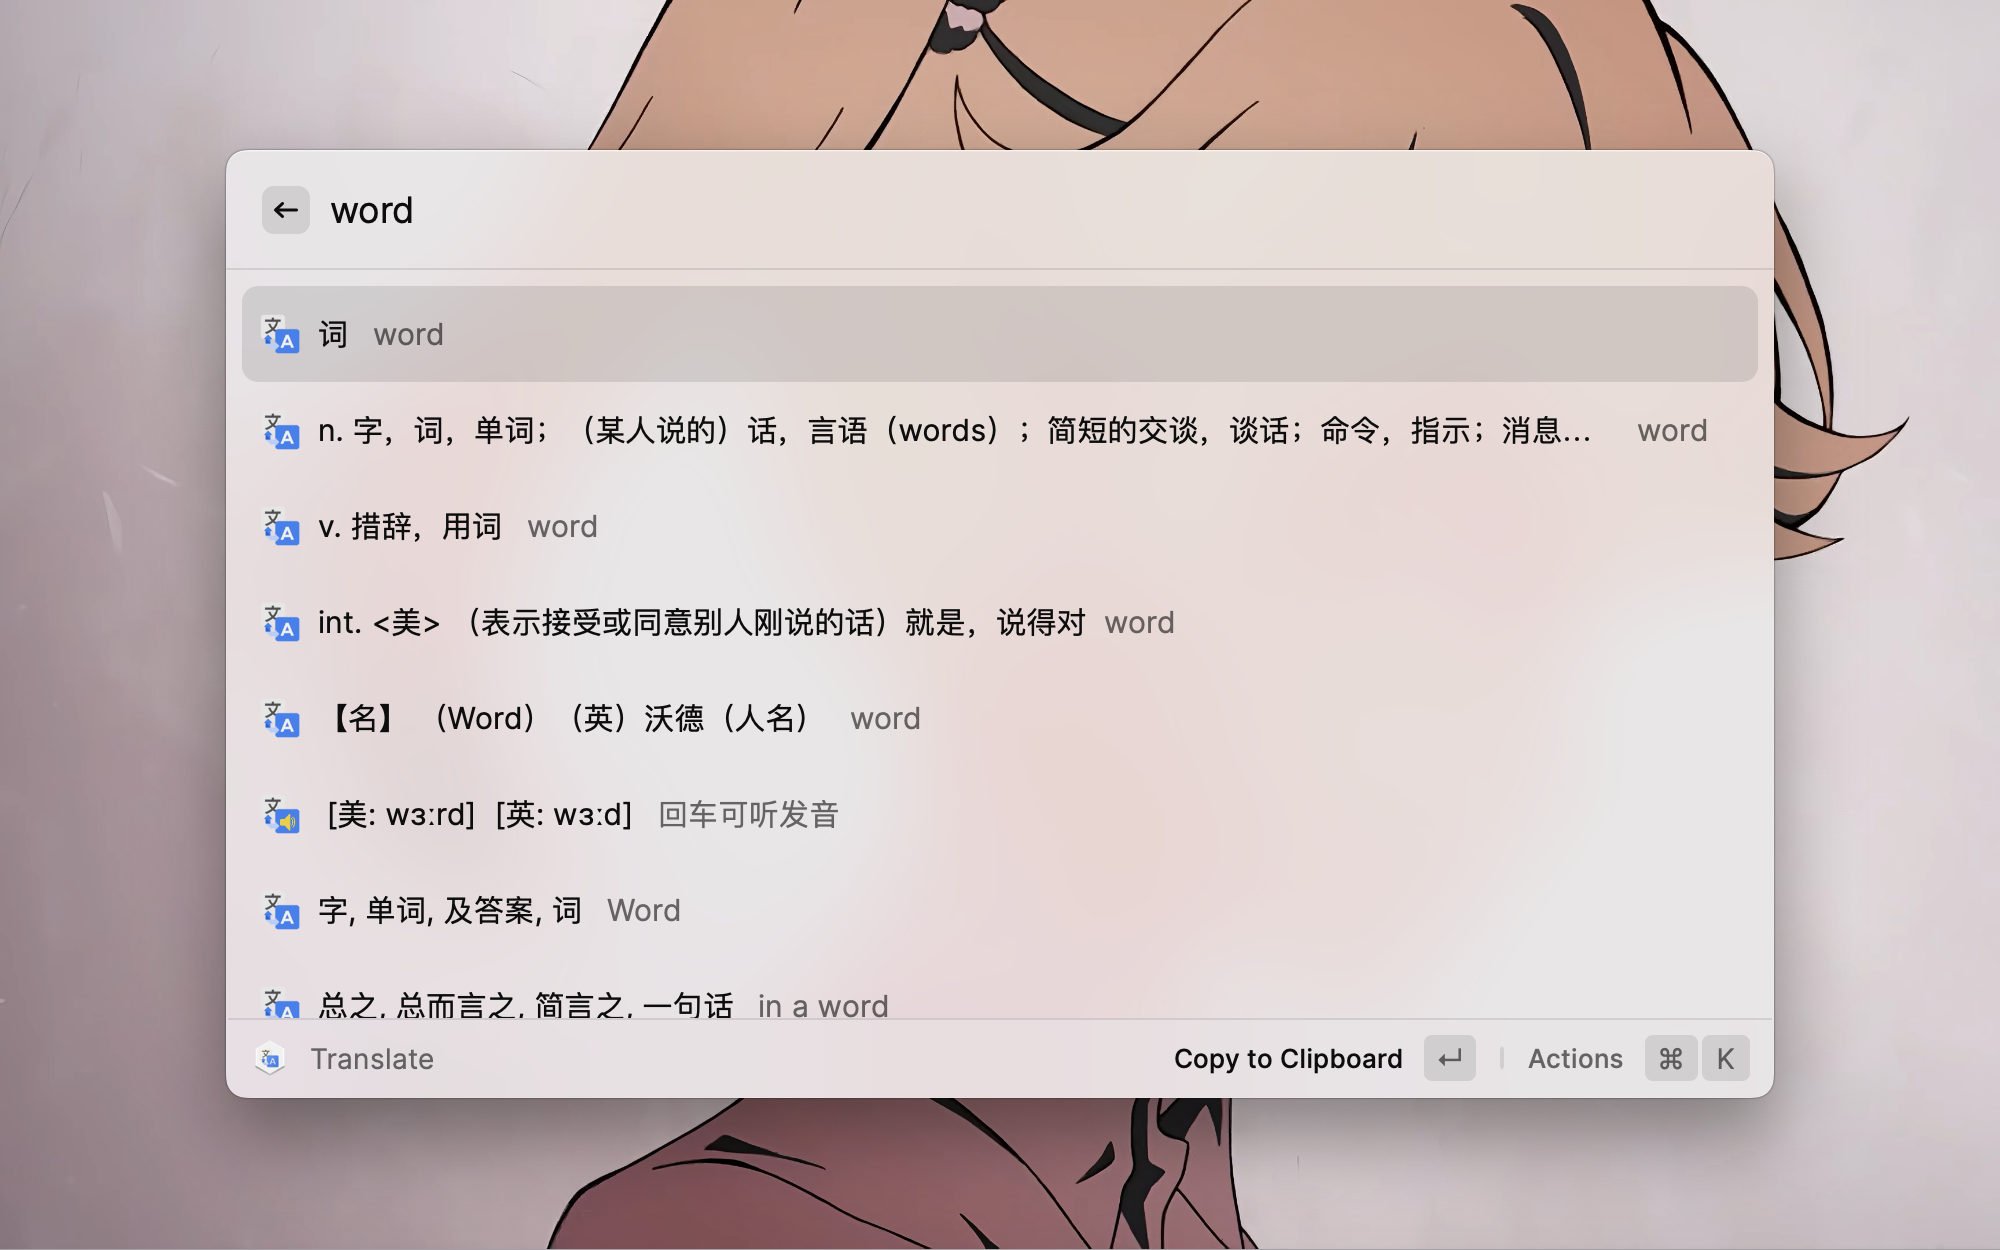 word
词 word
n. 字，词，单词；（某人说的）话，言语（words）；简短的交谈，谈话；命令，指示；消息... word
v. 措辞，用词 word
int. <美> （表示接受或同意别人刚说的话）就是，说得对 word
【名】 （Word） （英）沃德（人名） word
[美: wɜːrd] [英: wɜːd] 回车可听发音
字, 单词, 及答案, 词 Word
总之, 总而言之, 简言之, 一句话 in a word
Translate Copy to Clipboard ↵ Actions ⌘ K